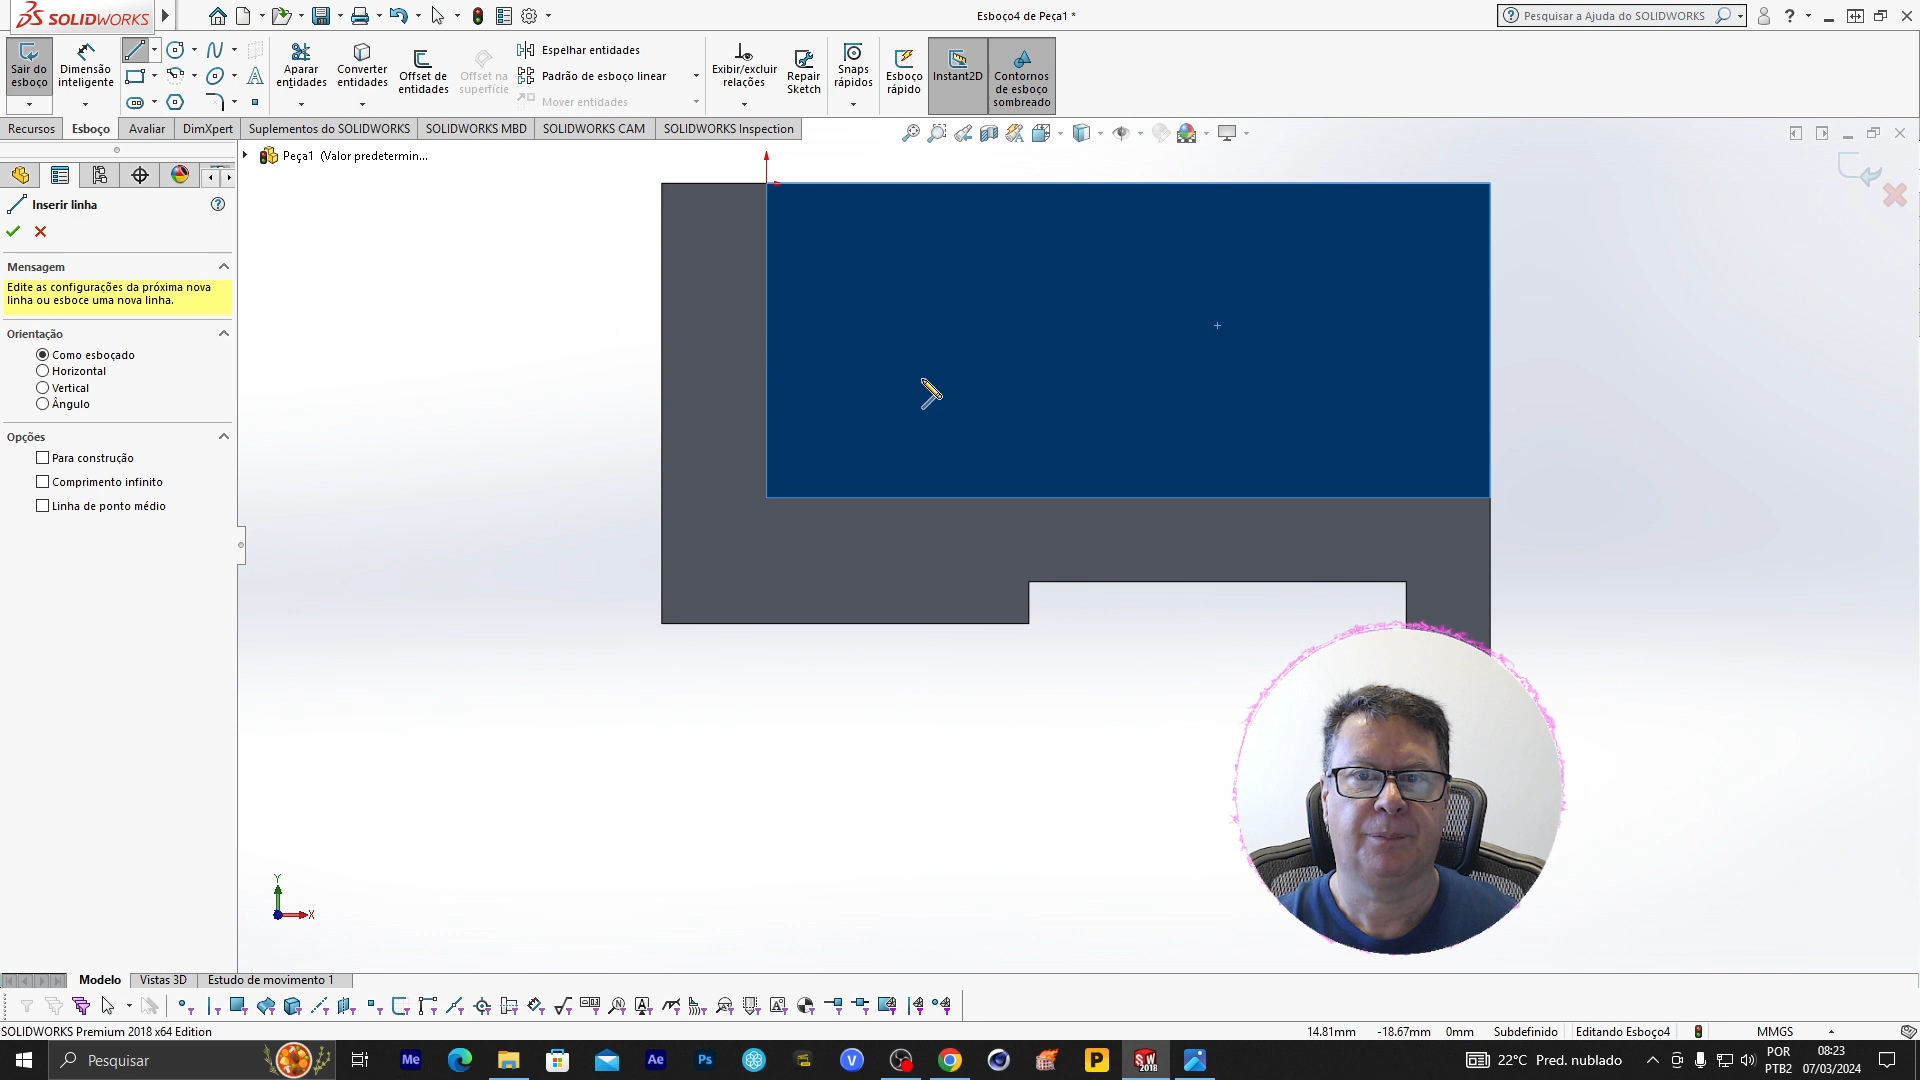 SOLIDWORKS
Esboço4 de Peça1 *
Pesquisar a Ajuda do SOLIDWORKS
Sair do esboço
Dimensão inteligente
Aparar entidades
Converter entidades
Offset de entidades
Offset na superfície
Espelhar entidades
Padrão de esboço linear
Mover entidades
Exibir/excluir relações
Repair Sketch
Snaps rápidos
Esboço rápido
Instant2D
Contornos de esboço sombreado
Recursos
Esboço
Avaliar
DimXpert
Suplementos do SOLIDWORKS
SOLIDWORKS MBD
SOLIDWORKS CAM
SOLIDWORKS Inspection
Peça1 (Valor predetermin...
Inserir linha
Mensagem
Edite as configurações da próxima nova
linha ou esboce uma nova linha.
Orientação
Como esboçado
Horizontal
Vertical
Ângulo
Opções
Para construção
Comprimento infinito
Linha de ponto médio
Y
X
Modelo
Vistas 3D
Estudo de movimento 1
SOLIDWORKS Premium 2018 x64 Edition
14.81mm
-18.67mm
0mm
Subdefinido
Editando Esboço4
MMGS
Pesquisar
Me
Ae
Ps
V
P
SW
2018
22°C Pred. nublado
POR
PTB2
08:23
07/03/2024